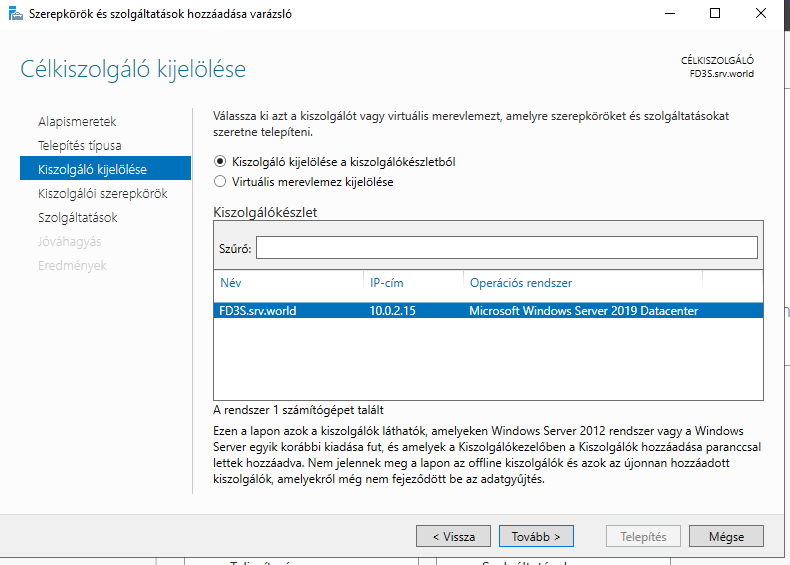 Szerepkörök és szolgáltatások hozzáadása varázsló
Célkiszolgáló kijelölése
CÉLKISZOLGÁLÓ
FD3S.srv.world
Alapismeretek
Telepítés típusa
Kiszolgáló kijelölése
Kiszolgálói szerepkörök
Szolgáltatások
Jóváhagyás
Eredmények
Válassza ki azt a kiszolgálót vagy virtuális merevlemezt, amelyre szerepköröket és szolgáltatásokat
szeretne telepíteni.
Kiszolgáló kijelölése a kiszolgálókészletből
Virtuális merevlemez kijelölése
Kiszolgálókészlet
Szűrő:
Név IP-cím Operációs rendszer
FD3S.srv.world 10.0.2.15 Microsoft Windows Server 2019 Datacenter
A rendszer 1 számítógépet talált
Ezen a lapon azok a kiszolgálók láthatók, amelyeken Windows Server 2012 rendszer vagy a Windows
Server egyik korábbi kiadása fut, és amelyek a Kiszolgálókezelőben a Kiszolgálók hozzáadása paranccsal
lettek hozzáadva. Nem jelennek meg a lapon az offline kiszolgálók és azok az újonnan hozzáadott
kiszolgálók, amelyekről még nem fejeződött be az adatgyűjtés.
< Vissza Tovább > Telepítés Mégse